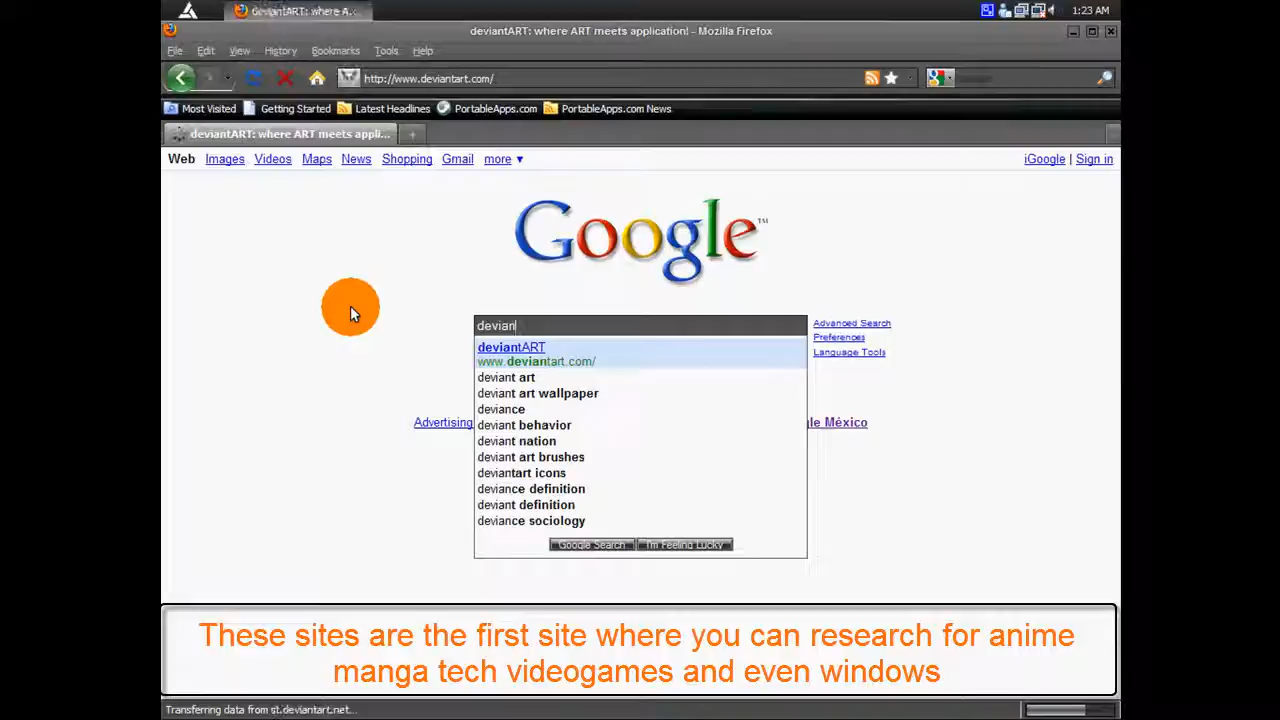 deviantART: where A...
1:23 AM
deviantART: where ART meets application! - Mozilla Firefox
File Edit View History Bookmarks Tools Help
http://www.deviantart.com/
Most Visited Getting Started Latest Headlines PortableApps.com PortableApps.com News
deviantART: where ART meets appli...
Web Images Videos Maps News Shopping Gmail more ▼ iGoogle | Sign in
Google™
devian
Advanced Search
Preferences
Language Tools
deviantART
www.deviantart.com/
deviant art
deviant art wallpaper
deviance
Advertising le México
deviant behavior
deviant nation
deviant art brushes
deviantart icons
deviance definition
deviant definition
deviance sociology
Google Search I'm Feeling Lucky
These sites are the first site where you can research for anime
manga tech videogames and even windows
Transferring data from st.deviantart.net...